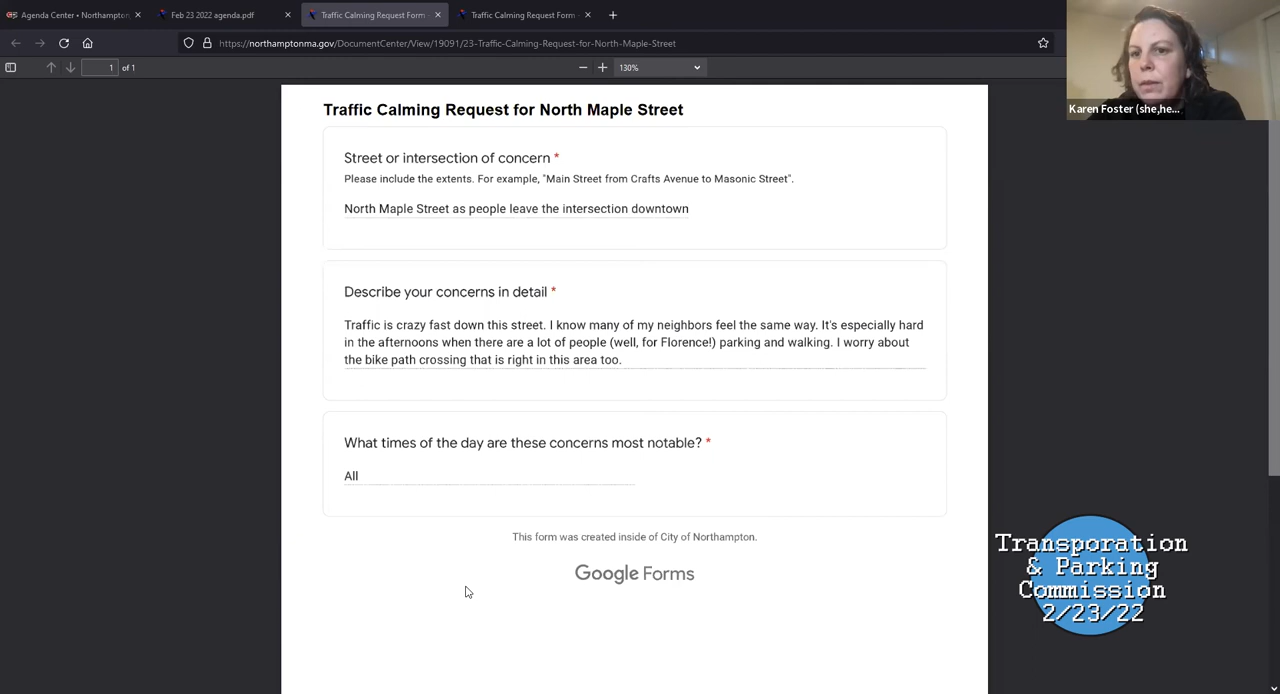 Agenda Center • Northampton
Feb 23 2022 agenda.pdf
Traffic Calming Request Form -
Traffic Calming Request Form -
https://northamptonma.gov/DocumentCenter/View/19091/23-Traffic-Calming-Request-for-North-Maple-Street
1 of 1
130%
Karen Foster (she,he...
Traffic Calming Request for North Maple Street
Street or intersection of concern *
Please include the extents. For example, "Main Street from Crafts Avenue to Masonic Street".
North Maple Street as people leave the intersection downtown
Describe your concerns in detail *
Traffic is crazy fast down this street. I know many of my neighbors feel the same way. It's especially hard
in the afternoons when there are a lot of people (well, for Florence!) parking and walking. I worry about
the bike path crossing that is right in this area too.
What times of the day are these concerns most notable? *
All
This form was created inside of City of Northampton.
Google Forms
Transporation
& Parking
Commission
2/23/22